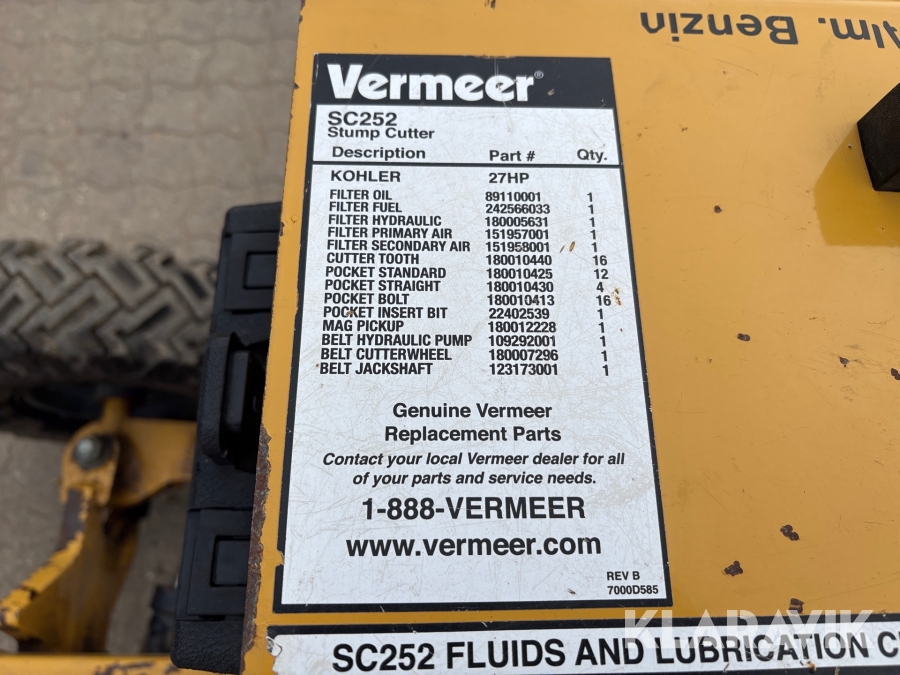 Alm. Benzin
Vermeer®
SC252
Stump Cutter
Description Part # Qty.
KOHLER 27HP
FILTER OIL 89110001 1
FILTER FUEL 242566033 1
FILTER HYDRAULIC 180005631 1
FILTER PRIMARY AIR 151957001 1
FILTER SECONDARY AIR 151958001 1
CUTTER TOOTH 180010440 16
POCKET STANDARD 180010425 12
POCKET STRAIGHT 180010430 4
POCKET BOLT 180010413 16
POCKET INSERT BIT 22402539 1
MAG PICKUP 180012228 1
BELT HYDRAULIC PUMP 109292001 1
BELT CUTTERWHEEL 180007296 1
BELT JACKSHAFT 123173001 1
Genuine Vermeer
Replacement Parts
Contact your local Vermeer dealer for all
of your parts and service needs.
1-888-VERMEER
www.vermeer.com
REV B
7000D585
KLARAVIK
SC252 FLUIDS AND LUBRICATION